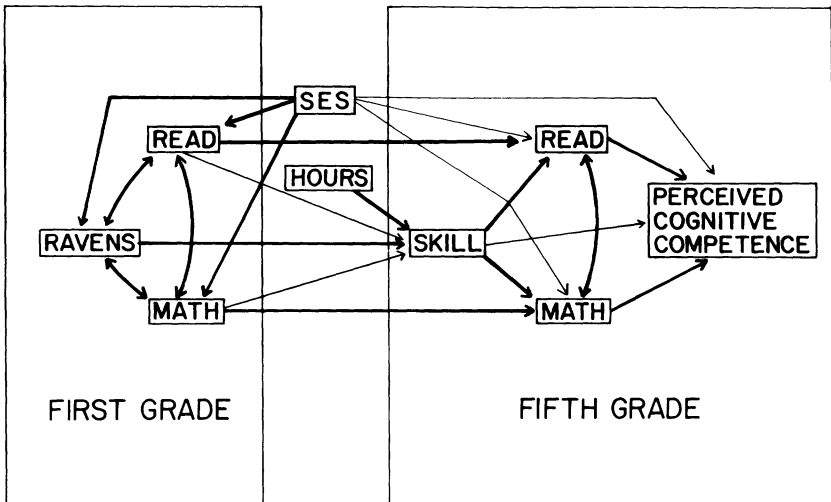 SES
READ
READ
HOURS
PERCEIVED
COGNITIVE
COMPETENCE
RAVENS
SKILL
MATH
MATH
FIRST GRADE
FIFTH GRADE